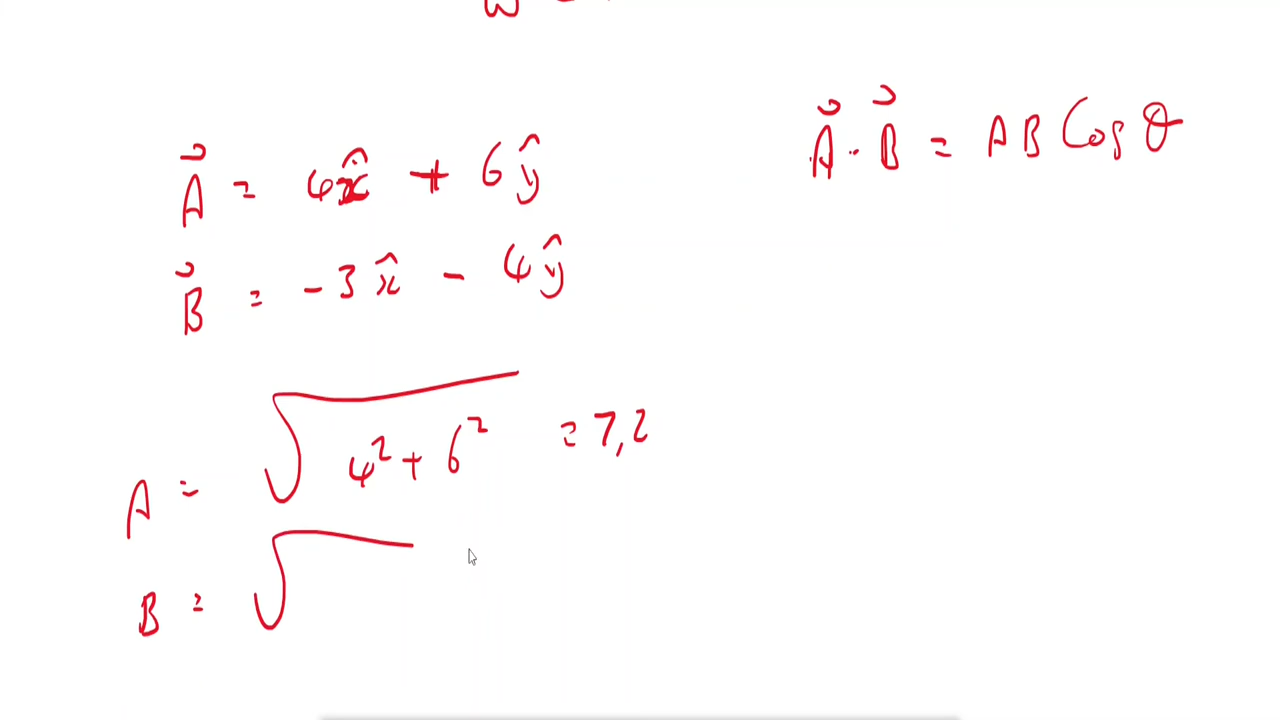 A⃗ · B⃗ = AB Cos θ
A⃗ = 4x̂ + 6ŷ
B⃗ = -3x̂ - 4ŷ
A = √4² + 6² = 7,2
B = √